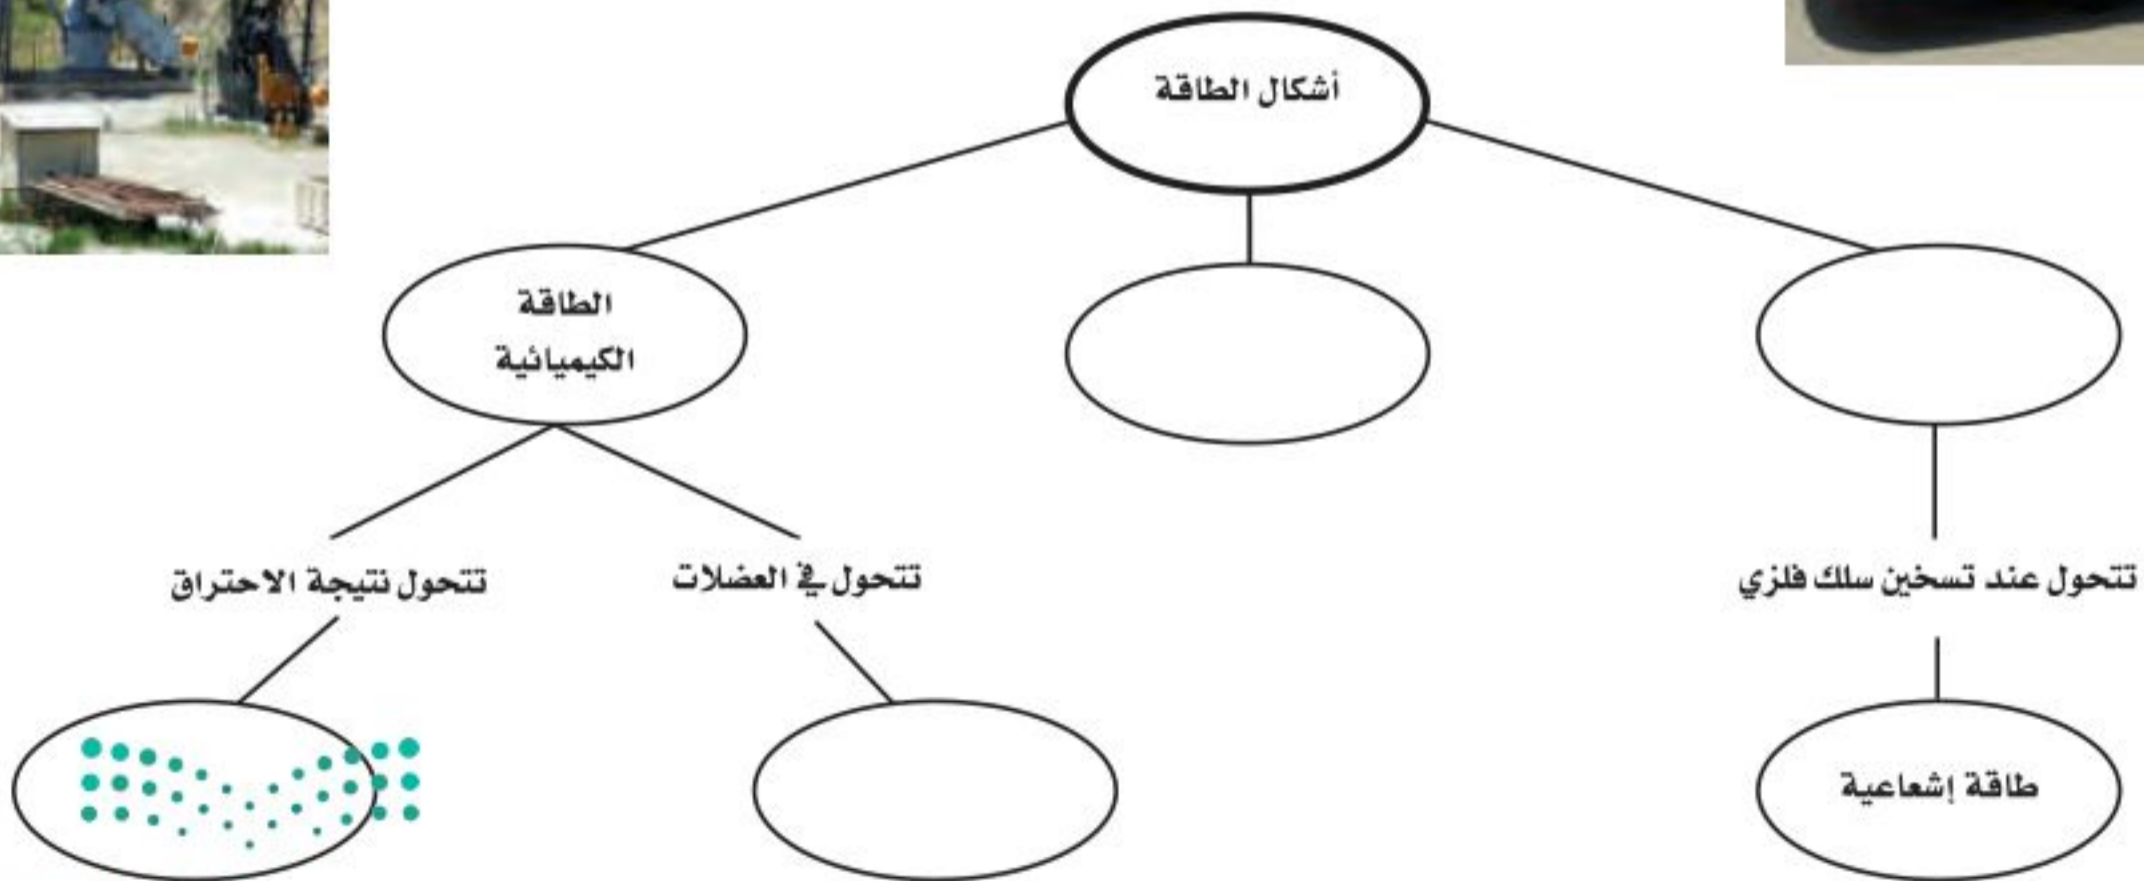 أشكال الطاقة
الطاقة
الكيميائية
تتحول عند تسخين سلك فلزي
تتحول في العضلات
تتحول نتيجة الاحتراق
طاقة إشعاعية